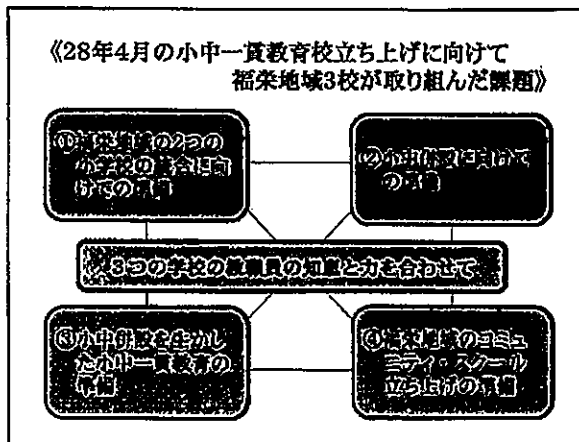 《28年4月の小中一貫教育校立ち上げに向けて
福栄地域3校が取り組んだ課題》
①福栄地域の2つの
小学校の統合に向
けての準備
②小中併設に向けて
の準備
3つの学校の教職員の知恵と力を合わせて
③小中併設を生かし
た小中一貫教育の
準備
④福栄地域のコミュ
ニティ・スクール
立ち上げの準備